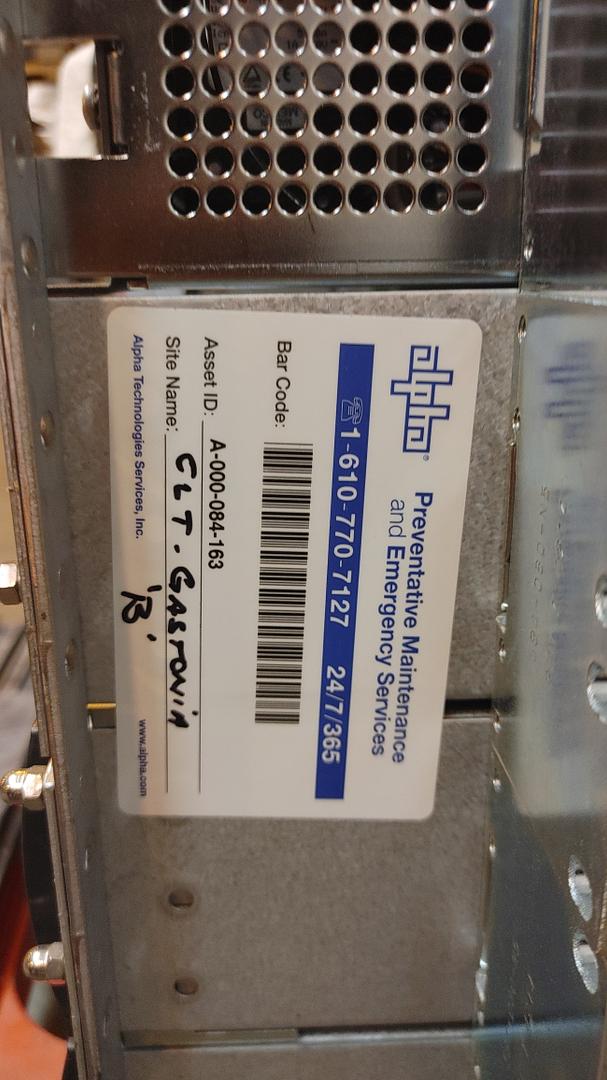 alpha®
Preventative Maintenance
and Emergency Services
☏1-610-770-7127 24/7/365
Bar Code:
Asset ID: A-000-084-163
Site Name: CLT. GASTONIA
'B'
Alpha Technologies Services, Inc. www.alpha.com